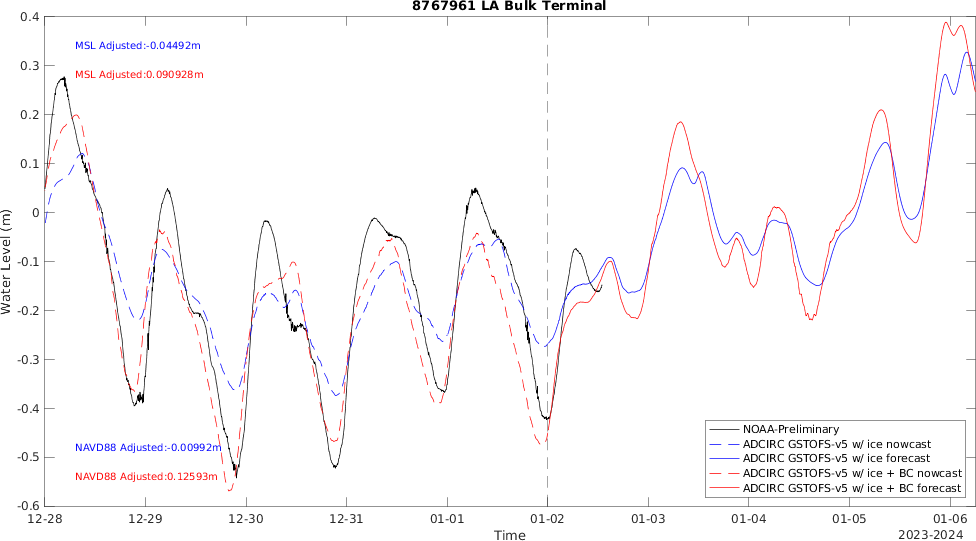 8767961 LA Bulk Terminal
MSL Adjusted:-0.04492m
MSL Adjusted:0.090928m
NAVD88 Adjusted:-0.00992m
NAVD88 Adjusted:0.12593m
Water Level (m)
0.4
0.3
0.2
0.1
0
-0.1
-0.2
-0.3
-0.4
-0.5
-0.6
NOAA-Preliminary
ADCIRC GSTOFS-v5 w/ ice nowcast
ADCIRC GSTOFS-v5 w/ ice forecast
ADCIRC GSTOFS-v5 w/ ice + BC nowcast
ADCIRC GSTOFS-v5 w/ ice + BC forecast
12-28 12-29 12-30 12-31 01-01 01-02 01-03 01-04 01-05 01-06
Time
2023-2024